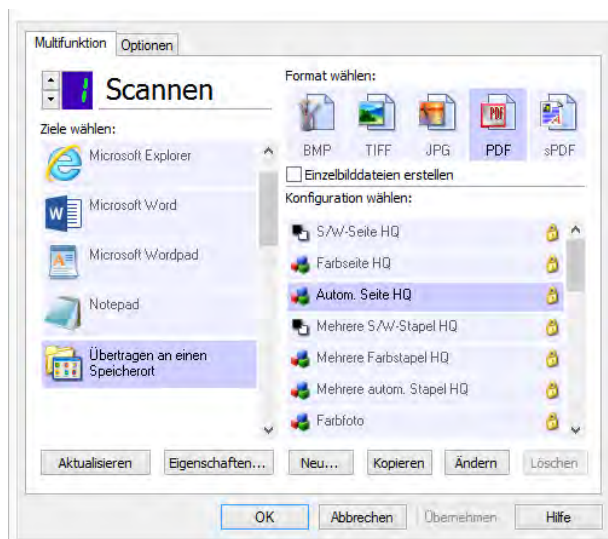 Multifunktion
Optionen
1
Scannen
Ziele wählen:
Microsoft Explorer
Microsoft Word
Microsoft Wordpad
Notepad
Übertragen an einen
Speicherort
Format wählen:
BMP
TIFF
JPG
PDF
sPDF
Einzelbilddateien erstellen
Konfiguration wählen:
S/W-Seite HQ
Farbseite HQ
Autom. Seite HQ
Mehrere S/W-Stapel HQ
Mehrere Farbstapel HQ
Mehrere autom. Stapel HQ
Farbfoto
Aktualisieren
Eigenschaften...
Neu...
Kopieren
Ändern
Löschen
OK
Abbrechen
Übernehmen
Hilfe